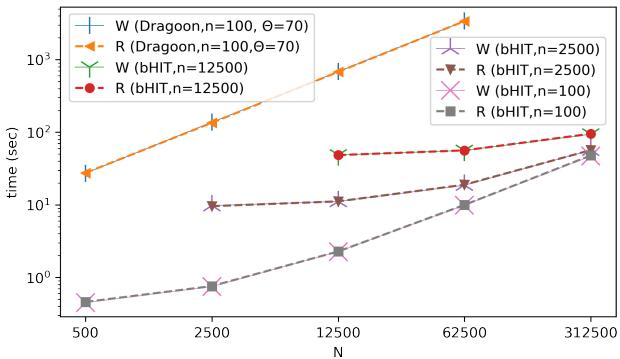 W (Dragoon,n=100, Θ=70)
R (Dragoon,n=100,Θ=70)
W (bHIT,n=12500)
R (bHIT,n=12500)
W (bHIT,n=2500)
R (bHIT,n=2500)
W (bHIT,n=100)
R (bHIT,n=100)
time (sec)
10³
10²
10¹
10⁰
500 2500 12500 62500 312500
N